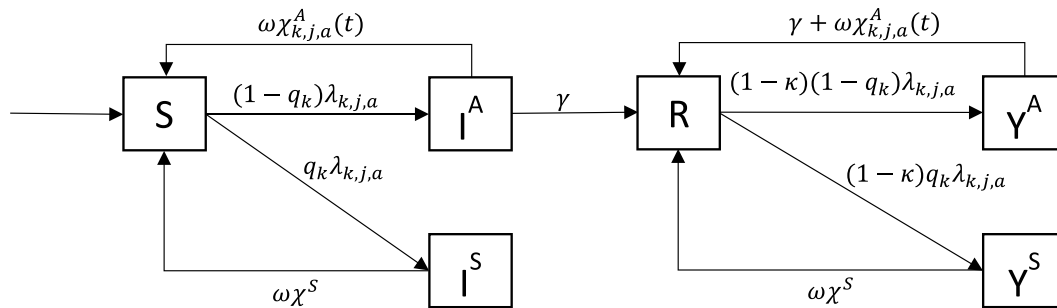 ωχ^A_{k,j,a}(t)
γ + ωχ^A_{k,j,a}(t)
S
(1 − q_k)λ_{k,j,a}
I^A
γ
R
(1 − κ)(1 − q_k)λ_{k,j,a}
Y^A
q_kλ_{k,j,a}
(1 − κ)q_kλ_{k,j,a}
I^S
Y^S
ωχ^S
ωχ^S